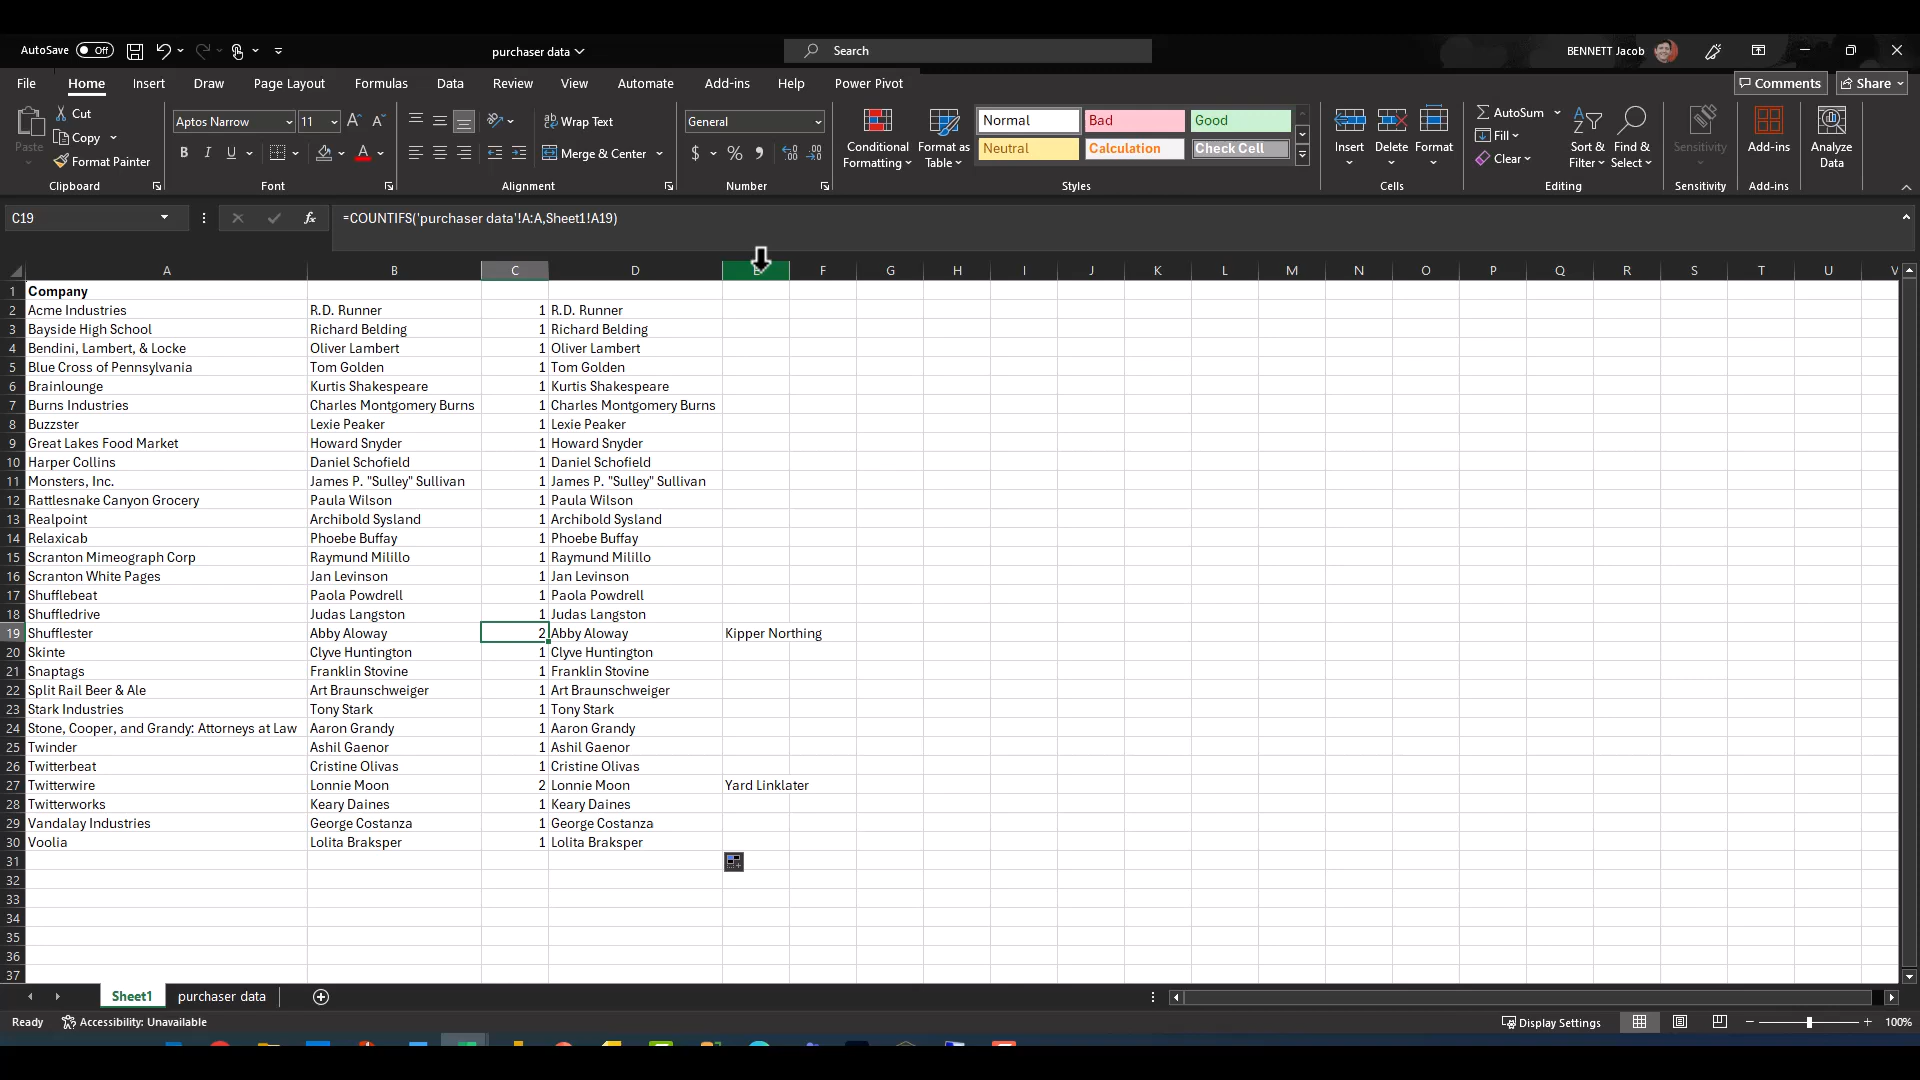 AutoSave Off purchaser data Search BENNETT Jacob
File Home Insert Draw Page Layout Formulas Data Review View Automate Add-ins Help Power Pivot Comments Share
Paste Cut Copy Format Painter Clipboard
Aptos Narrow 11 B I U A Font
Wrap Text Merge & Center Alignment
General $ % , Number
Conditional Formatting Format as Table Normal Bad Good Neutral Calculation Check Cell Styles
Insert Delete Format Cells
AutoSum Fill Clear Sort & Filter Find & Select Editing
Sensitivity Sensitivity
Add-ins Add-ins
Analyze Data
C19 fx =COUNTIFS('purchaser data'!A:A,Sheet1!A19)
A B C D E F G H I J K L M N O P Q R S T U V
1 Company
2 Acme Industries R.D. Runner 1 R.D. Runner
3 Bayside High School Richard Belding 1 Richard Belding
4 Bendini, Lambert, & Locke Oliver Lambert 1 Oliver Lambert
5 Blue Cross of Pennsylvania Tom Golden 1 Tom Golden
6 Brainlounge Kurtis Shakespeare 1 Kurtis Shakespeare
7 Burns Industries Charles Montgomery Burns 1 Charles Montgomery Burns
8 Buzzster Lexie Peaker 1 Lexie Peaker
9 Great Lakes Food Market Howard Snyder 1 Howard Snyder
10 Harper Collins Daniel Schofield 1 Daniel Schofield
11 Monsters, Inc. James P. "Sulley" Sullivan 1 James P. "Sulley" Sullivan
12 Rattlesnake Canyon Grocery Paula Wilson 1 Paula Wilson
13 Realpoint Archibold Sysland 1 Archibold Sysland
14 Relaxicab Phoebe Buffay 1 Phoebe Buffay
15 Scranton Mimeograph Corp Raymund Milillo 1 Raymund Milillo
16 Scranton White Pages Jan Levinson 1 Jan Levinson
17 Shufflebeat Paola Powdrell 1 Paola Powdrell
18 Shuffledrive Judas Langston 1 Judas Langston
19 Shufflester Abby Aloway 2 Abby Aloway Kipper Northing
20 Skinte Clyve Huntington 1 Clyve Huntington
21 Snaptags Franklin Stovine 1 Franklin Stovine
22 Split Rail Beer & Ale Art Braunschweiger 1 Art Braunschweiger
23 Stark Industries Tony Stark 1 Tony Stark
24 Stone, Cooper, and Grandy: Attorneys at Law Aaron Grandy 1 Aaron Grandy
25 Twinder Ashil Gaenor 1 Ashil Gaenor
26 Twitterbeat Cristine Olivas 1 Cristine Olivas
27 Twitterwire Lonnie Moon 2 Lonnie Moon Yard Linklater
28 Twitterworks Keary Daines 1 Keary Daines
29 Vandalay Industries George Costanza 1 George Costanza
30 Voolia Lolita Braksper 1 Lolita Braksper
31
32
33
34
35
36
37
Sheet1 purchaser data
Ready Accessibility: Unavailable Display Settings 100%